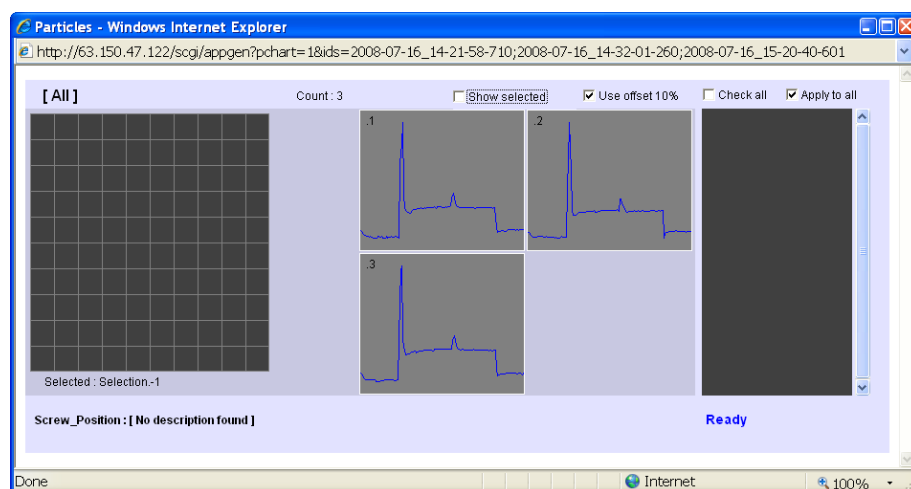 Particles - Windows Internet Explorer
http://63.150.47.122/scgi/appgen?pchart=1&ids=2008-07-16_14-21-58-710;2008-07-16_14-32-01-260;2008-07-16_15-20-40-601
[ All ] Count : 3 Show selected Use offset 10% Check all Apply to all
.1 .2
.3
Selected : Selection.-1
Screw_Position : [ No description found ] Ready
Done Internet 100%